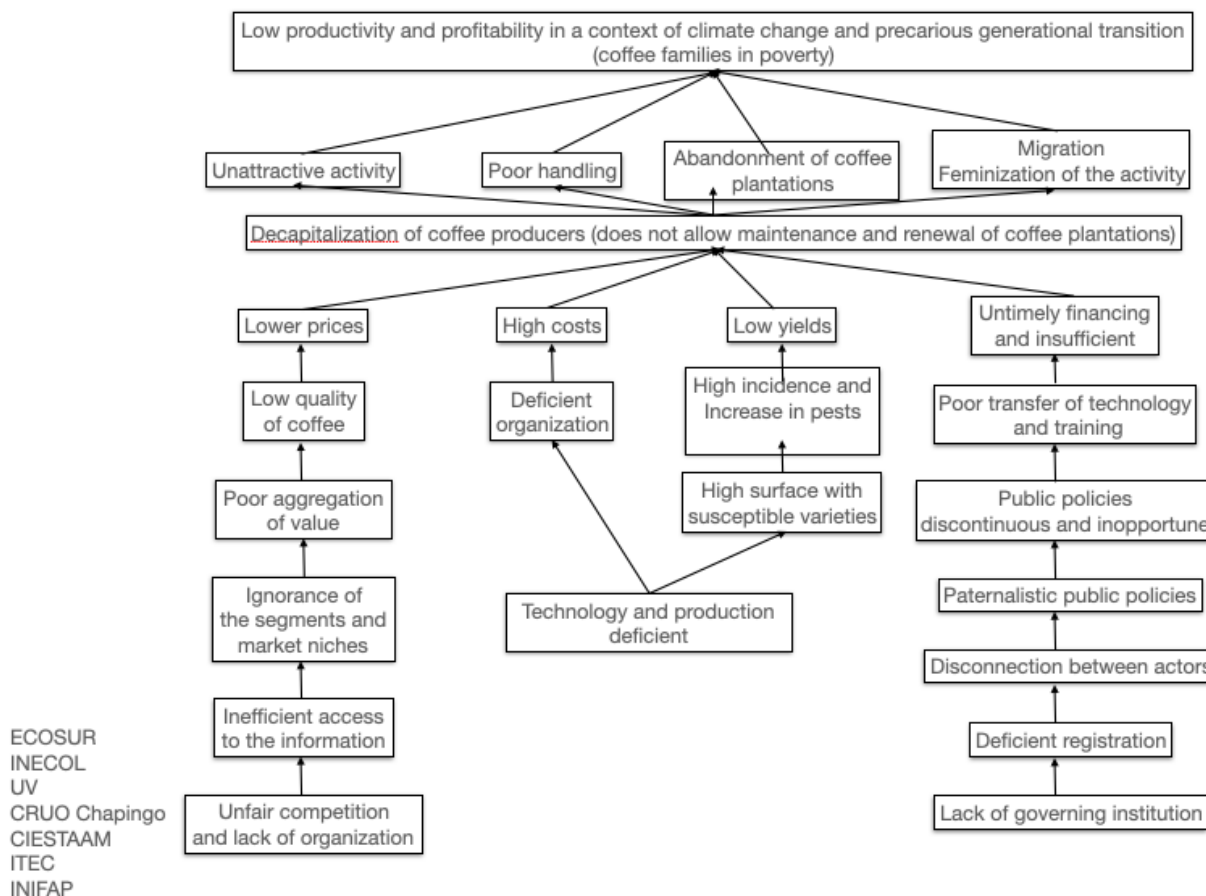 Low productivity and profitability in a context of climate change and precarious generational transition
(coffee families in poverty)
Unattractive activity
Poor handling
Abandonment of coffee
plantations
Migration
Feminization of the activity
Decapitalization of coffee producers (does not allow maintenance and renewal of coffee plantations)
Lower prices
High costs
Low yields
Untimely financing
and insufficient
Low quality
of coffee
Deficient
organization
High incidence and
Increase in pests
Poor transfer of technology
and training
Poor aggregation
of value
High surface with
susceptible varieties
Public policies
discontinuous and inopportune
Ignorance of
the segments and
market niches
Technology and production
deficient
Paternalistic public policies
Disconnection between actors
Inefficient access
to the information
Deficient registration
Unfair competition
and lack of organization
Lack of governing institution
ECOSUR
INECOL
UV
CRUO Chapingo
CIESTAAM
ITEC
INIFAP